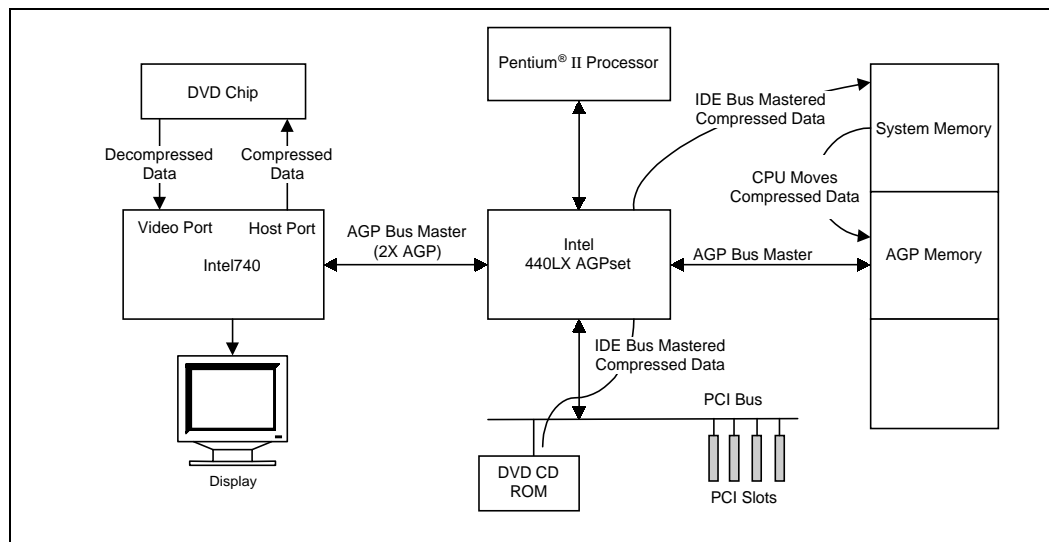 Pentium® II Processor
DVD Chip
IDE Bus Mastered
Compressed Data
System Memory
Decompressed
Data
Compressed
Data
CPU Moves
Compressed Data
Video Port
Host Port
Intel740
AGP Bus Master
(2X AGP)
Intel
440LX AGPset
AGP Bus Master
AGP Memory
IDE Bus Mastered
Compressed Data
PCI Bus
Display
DVD CD
ROM
PCI Slots